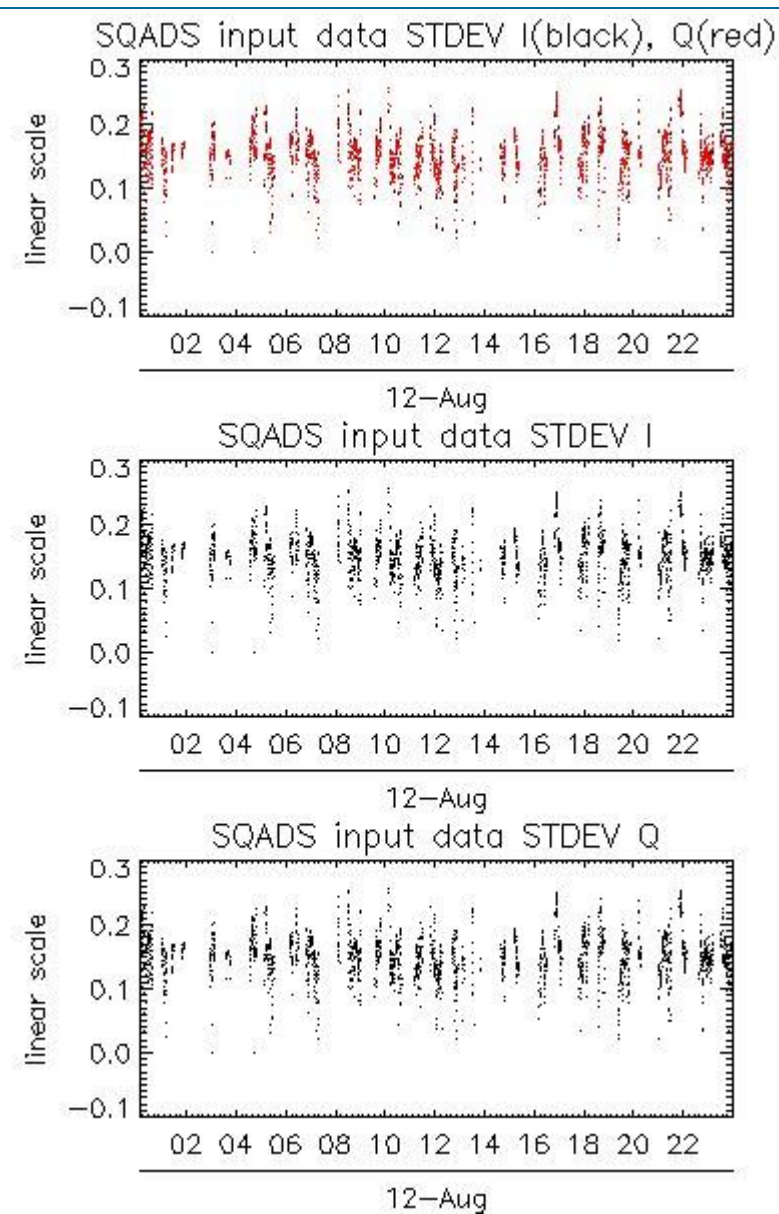 SQADS input data STDEV I(black), Q(red)
0.3
0.2
0.1
0.0
−0.1
linear scale
02 04 06 08 10 12 14 16 18 20 22
12−Aug
SQADS input data STDEV I
0.3
0.2
0.1
0.0
−0.1
linear scale
02 04 06 08 10 12 14 16 18 20 22
12−Aug
SQADS input data STDEV Q
0.3
0.2
0.1
0.0
−0.1
linear scale
02 04 06 08 10 12 14 16 18 20 22
12−Aug